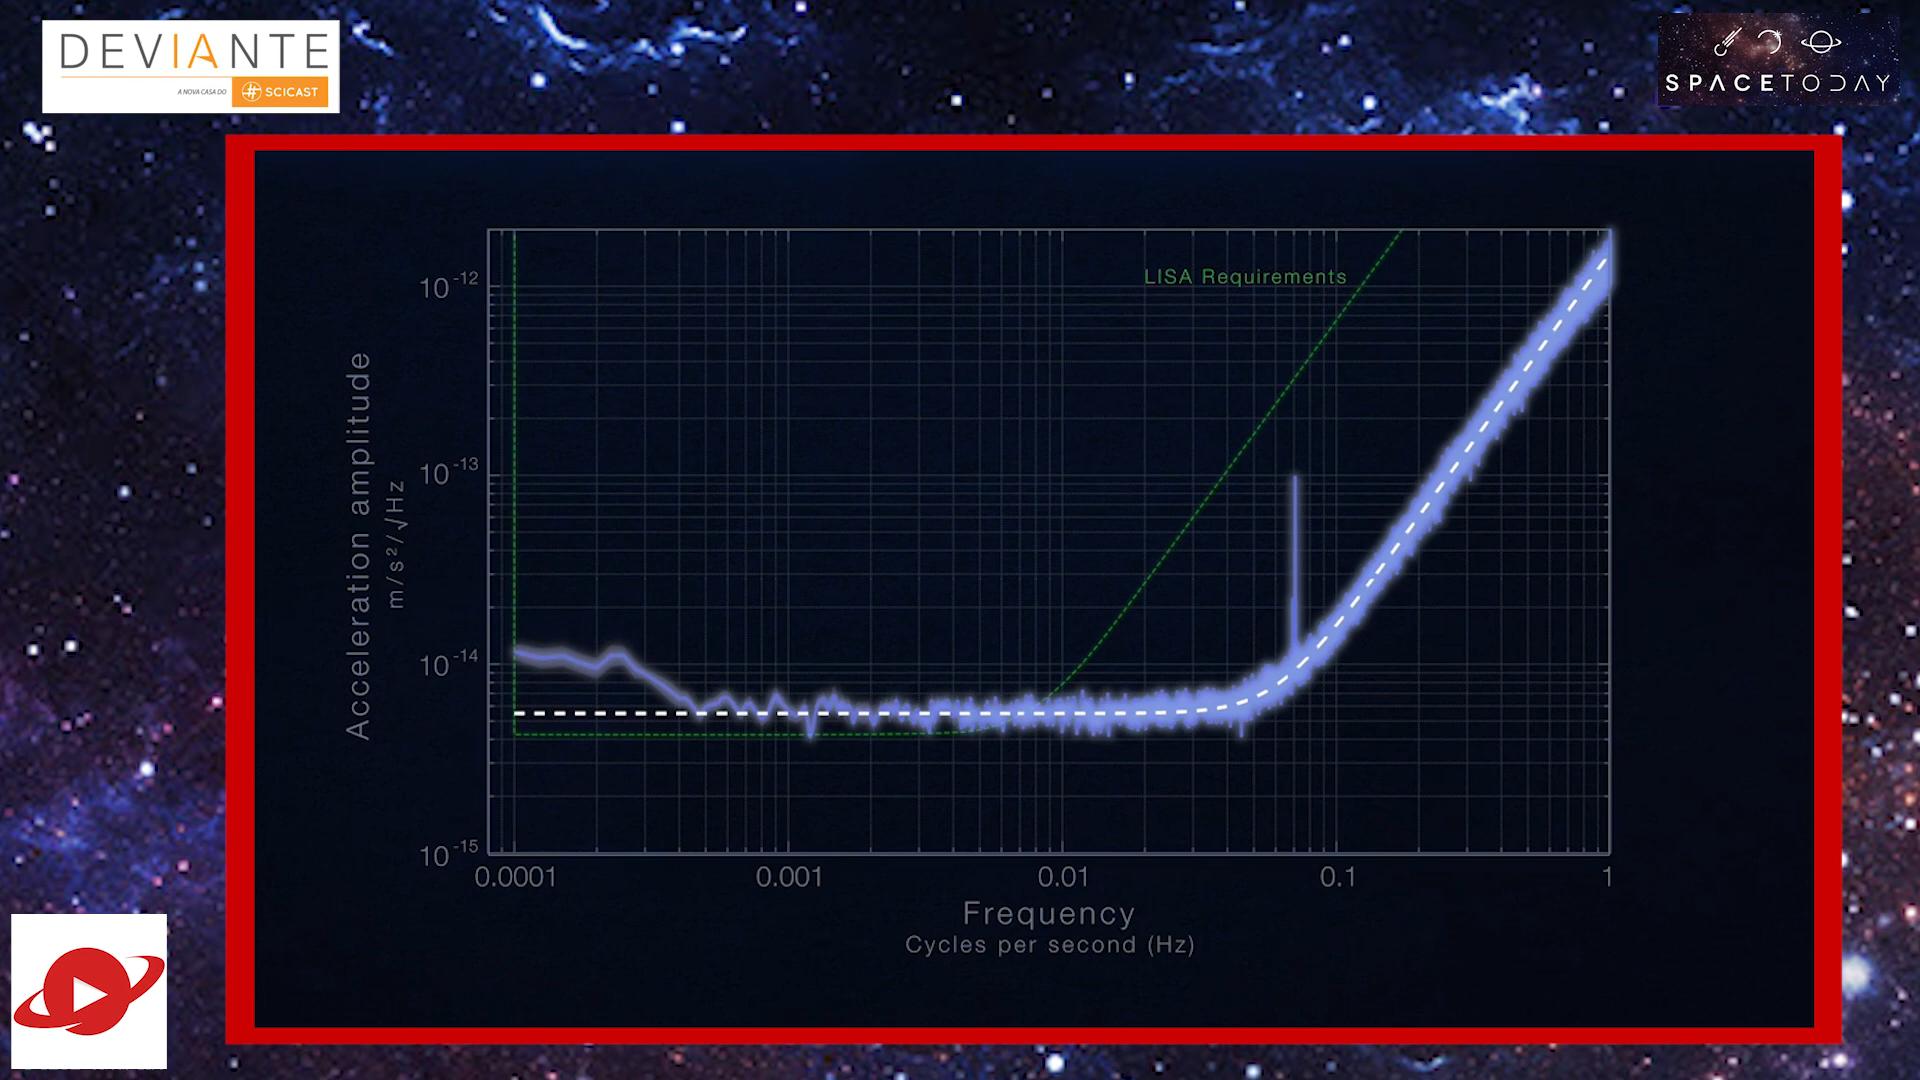 DEVIANTE
A NOVA CASA DO
SCICAST
SPACETODAY
LISA Requirements
10-12
10-13
10-14
10-15
Acceleration amplitude
m/s²/√Hz
0.0001 0.001 0.01 0.1 1
Frequency
Cycles per second (Hz)